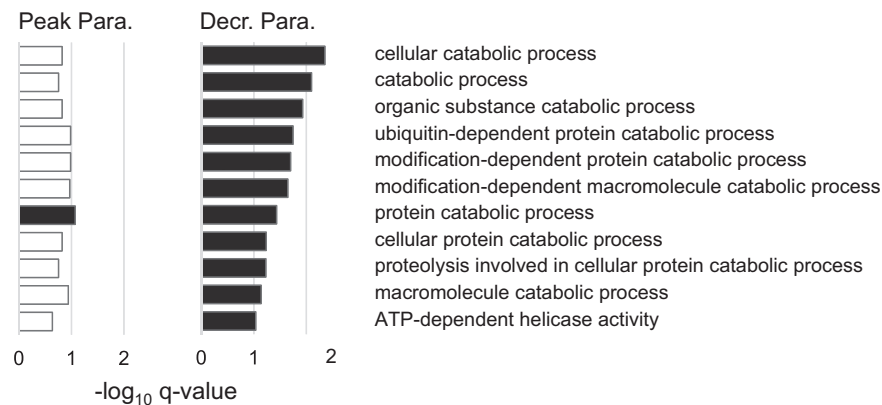 Peak Para. Decr. Para.
cellular catabolic process
catabolic process
organic substance catabolic process
ubiquitin-dependent protein catabolic process
modification-dependent protein catabolic process
modification-dependent macromolecule catabolic process
protein catabolic process
cellular protein catabolic process
proteolysis involved in cellular protein catabolic process
macromolecule catabolic process
ATP-dependent helicase activity
0 1 2 0 1 2
-log₁₀ q-value